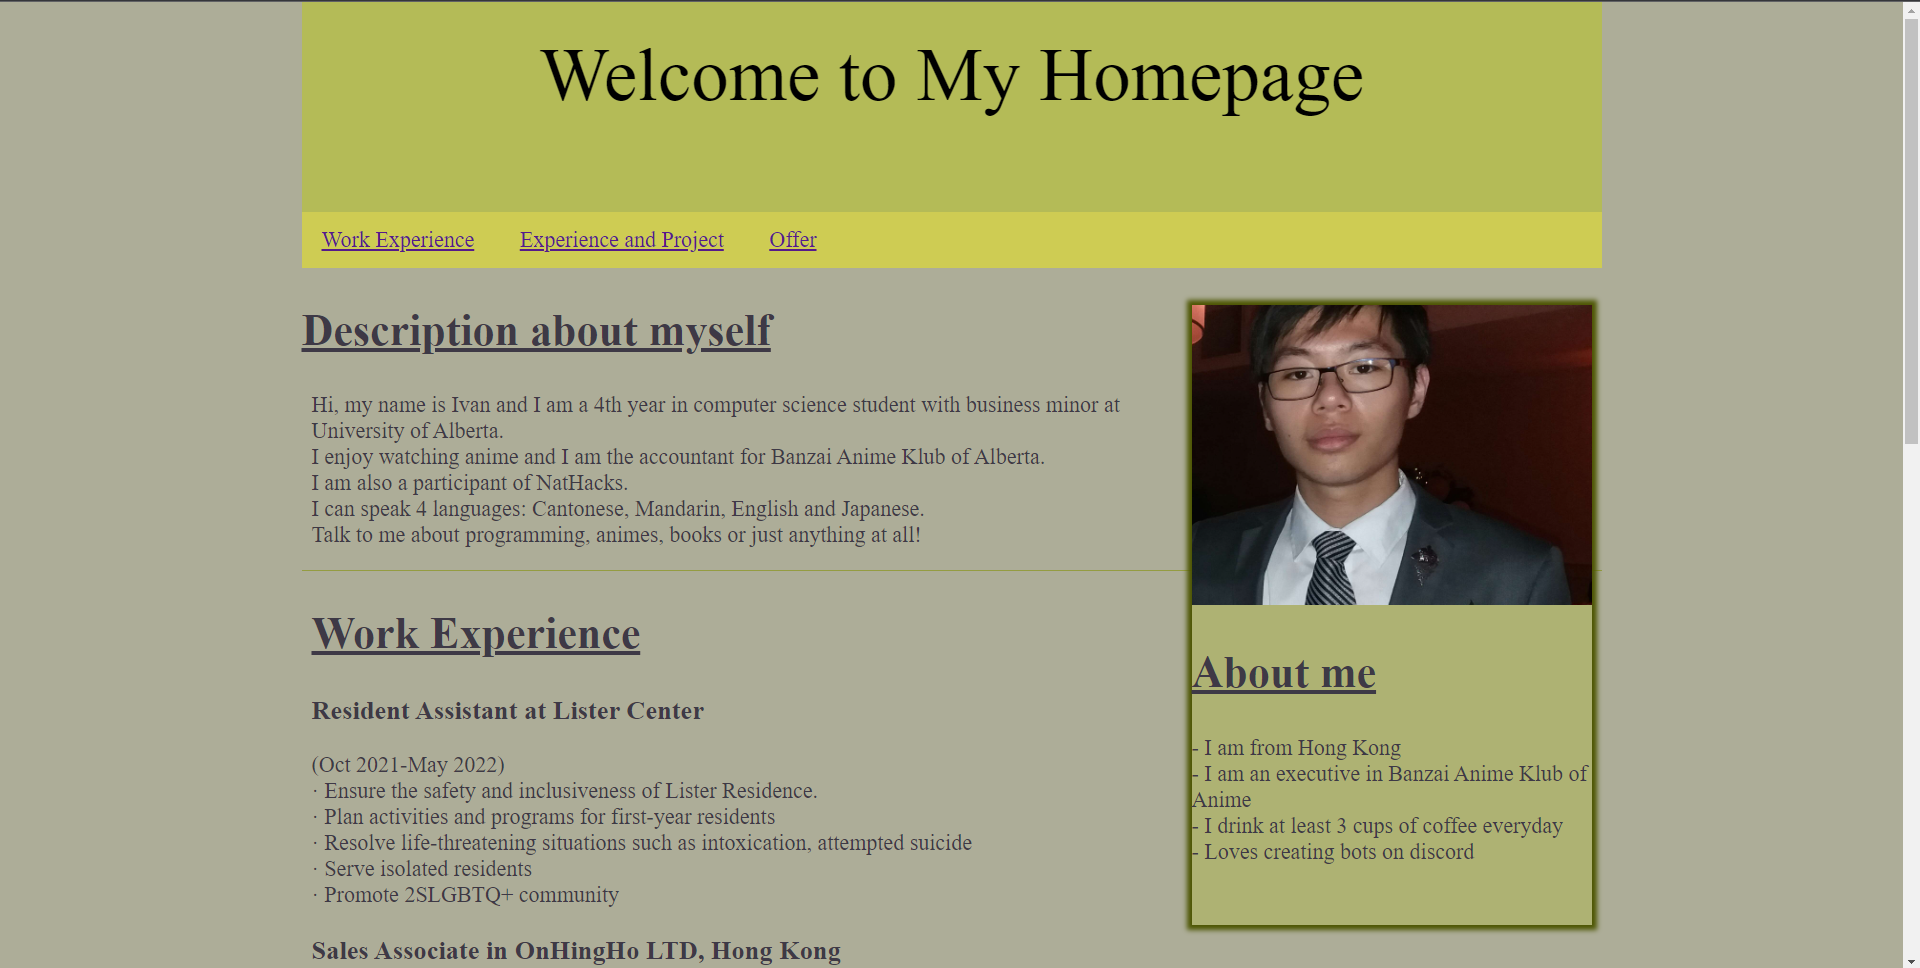 Welcome to My Homepage
Work Experience
Experience and Project
Offer
Description about myself
Hi, my name is Ivan and I am a 4th year in computer science student with business minor at
University of Alberta.
I enjoy watching anime and I am the accountant for Banzai Anime Klub of Alberta.
I am also a participant of NatHacks.
I can speak 4 languages: Cantonese, Mandarin, English and Japanese.
Talk to me about programming, animes, books or just anything at all!
Work Experience
Resident Assistant at Lister Center
(Oct 2021-May 2022)
· Ensure the safety and inclusiveness of Lister Residence.
· Plan activities and programs for first-year residents
· Resolve life-threatening situations such as intoxication, attempted suicide
· Serve isolated residents
· Promote 2SLGBTQ+ community
Sales Associate in OnHingHo LTD, Hong Kong
About me
- I am from Hong Kong
- I am an executive in Banzai Anime Klub of
Anime
- I drink at least 3 cups of coffee everyday
- Loves creating bots on discord